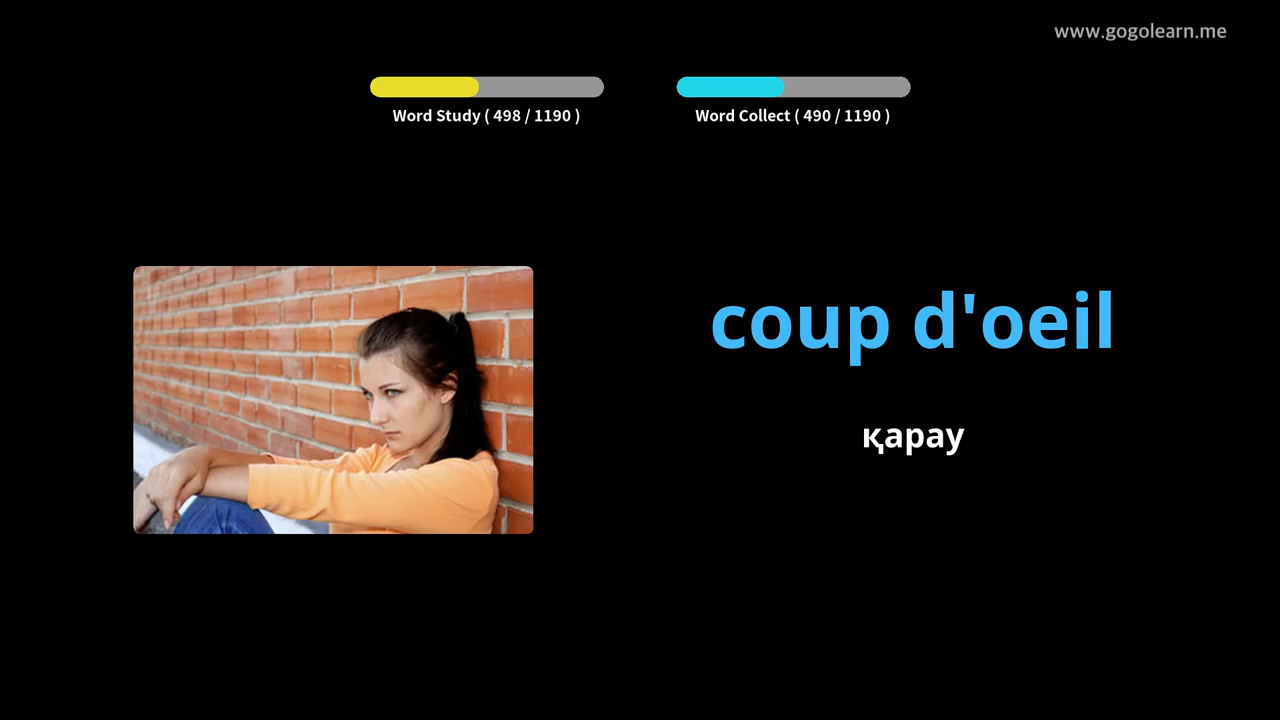 www.gogolearn.me
Word Study ( 498 / 1190 )
Word Collect ( 490 / 1190 )
coup d'oeil
қарау